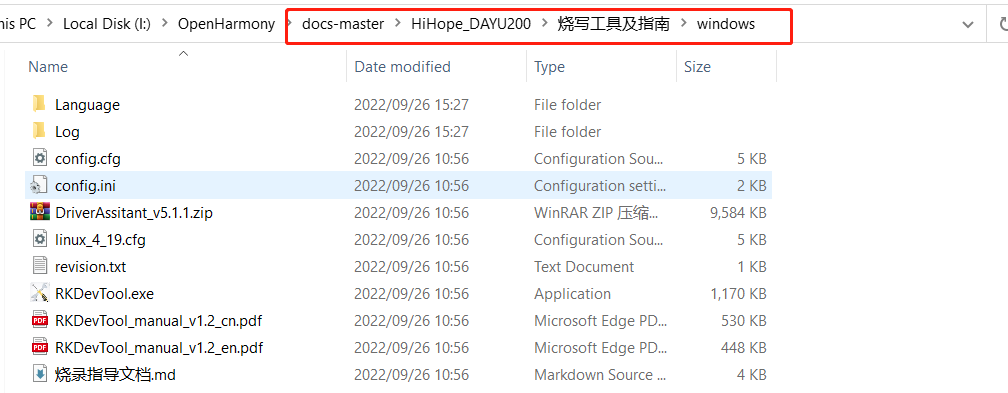 his PC > Local Disk (I:) > OpenHarmony > docs-master > HiHope_DAYU200 > 烧写工具及指南 > windows
Name Date modified Type Size
Language 2022/09/26 15:27 File folder
Log 2022/09/26 15:27 File folder
config.cfg 2022/09/26 10:56 Configuration Sou... 5 KB
config.ini 2022/09/26 10:56 Configuration setti... 2 KB
DriverAssitant_v5.1.1.zip 2022/09/26 10:56 WinRAR ZIP 压缩... 9,584 KB
linux_4_19.cfg 2022/09/26 10:56 Configuration Sou... 5 KB
revision.txt 2022/09/26 10:56 Text Document 1 KB
RKDevTool.exe 2022/09/26 10:56 Application 1,170 KB
PDF RKDevTool_manual_v1.2_cn.pdf 2022/09/26 10:56 Microsoft Edge PD... 530 KB
PDF RKDevTool_manual_v1.2_en.pdf 2022/09/26 10:56 Microsoft Edge PD... 448 KB
烧录指导文档.md 2022/09/26 10:56 Markdown Source ... 4 KB